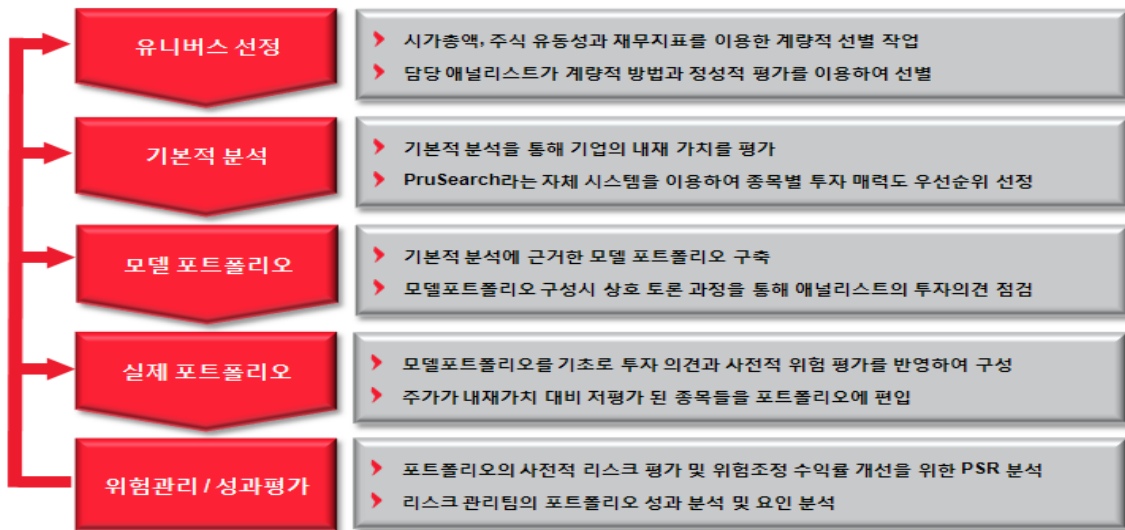 유니버스 선정
시가총액, 주식 유동성과 재무지표를 이용한 계량적 선별 작업
담당 애널리스트가 계량적 방법과 정성적 평가를 이용하여 선별
기본적 분석
기본적 분석을 통해 기업의 내재 가치를 평가
PruSearch라는 자체 시스템을 이용하여 종목별 투자 매력도 우선순위 선정
모델 포트폴리오
기본적 분석에 근거한 모델 포트폴리오 구축
모델포트폴리오 구성시 상호 토론 과정을 통해 애널리스트의 투자의견 점검
실제 포트폴리오
모델포트폴리오를 기초로 투자 의견과 사전적 위험 평가를 반영하여 구성
주가가 내재가치 대비 저평가 된 종목들을 포트폴리오에 편입
위험관리 / 성과평가
포트폴리오의 사전적 리스크 평가 및 위험조정 수익률 개선을 위한 PSR 분석
리스크 관리팀의 포트폴리오 성과 분석 및 요인 분석